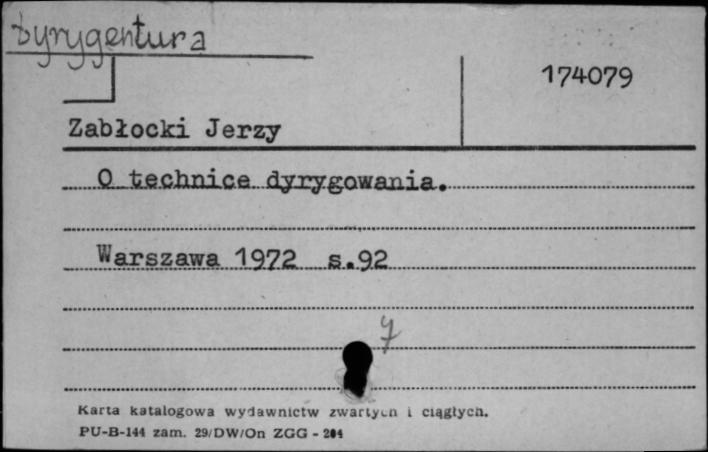 Dyrygentura
174079
Zabłocki Jerzy
O technice dyrygowania.
Warszawa 1972 s.92
Karta katalogowa wydawnictw zwartych i ciągłych.
PU-B-144 zam. 29/DW/On ZGG - 204